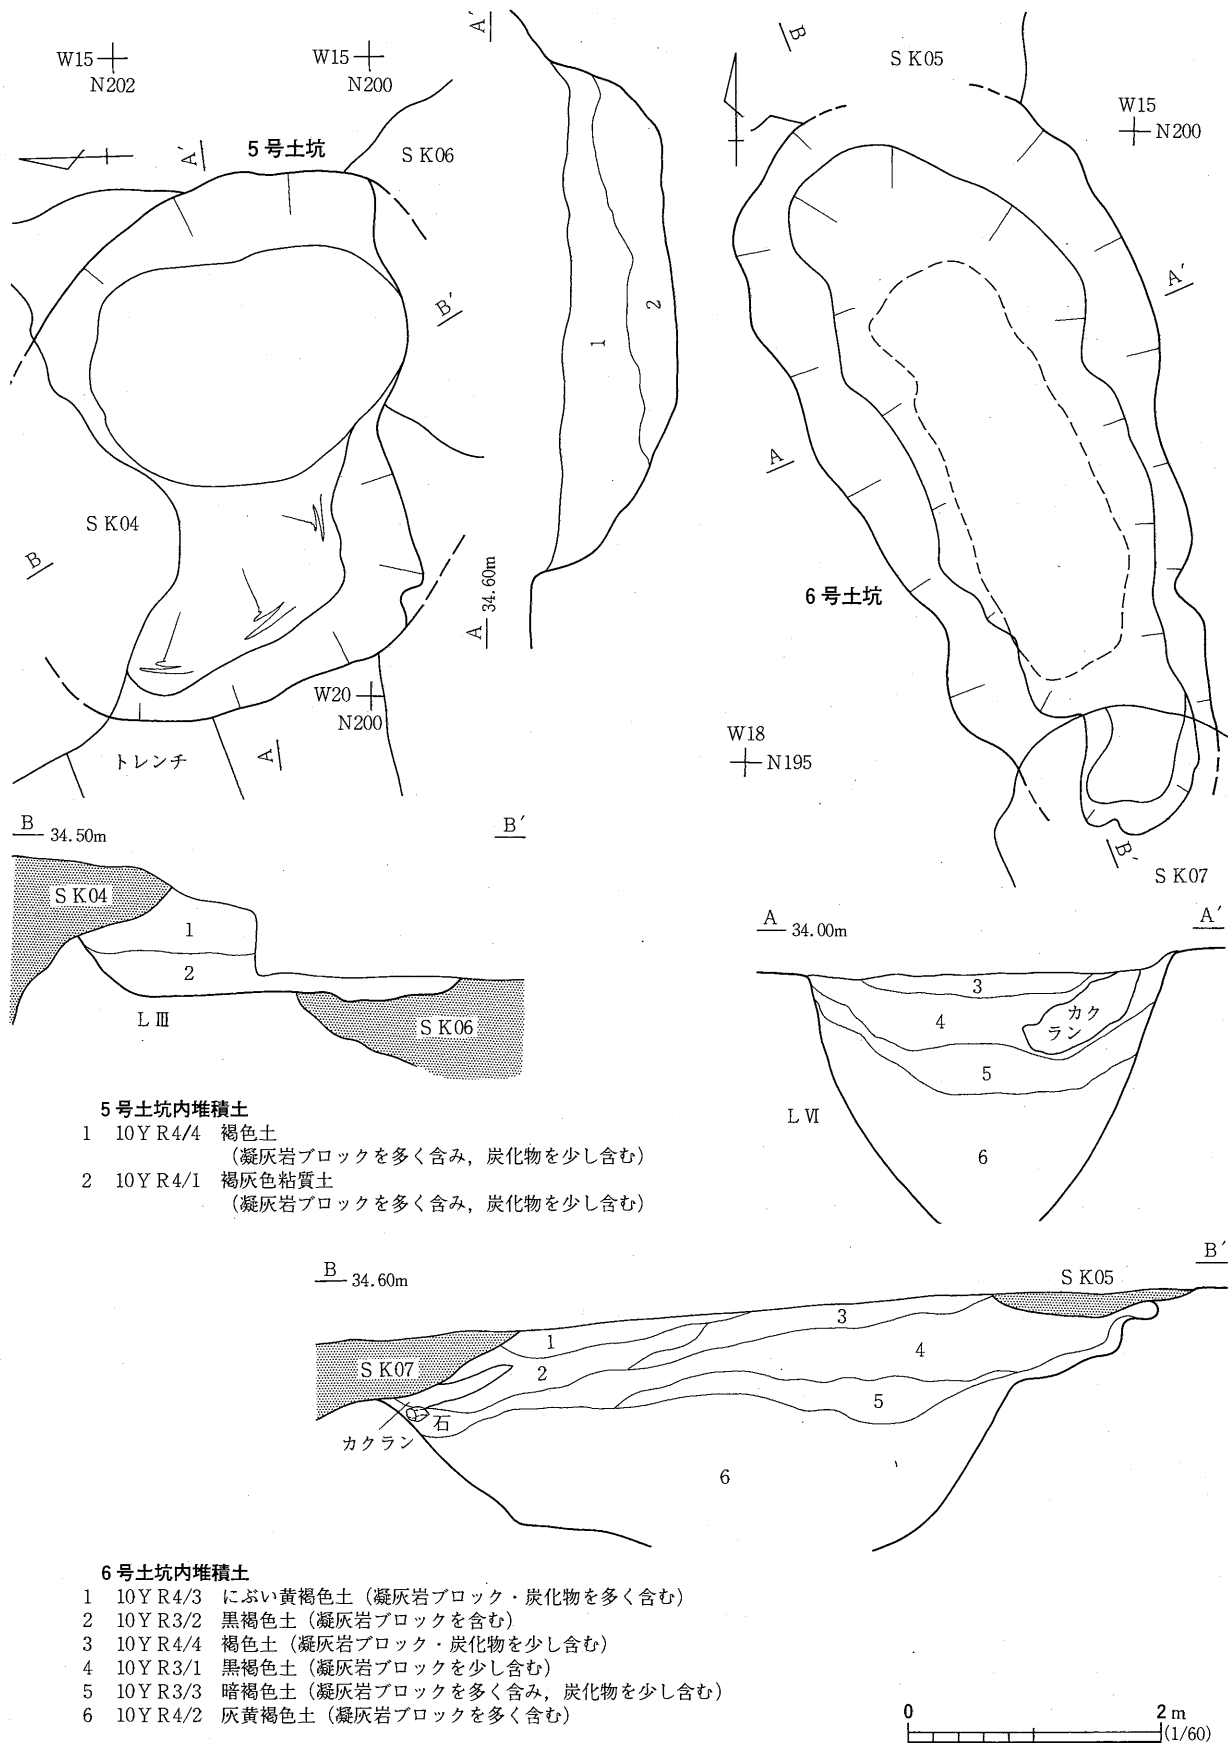 W15
N202
W15
N200
5号土坑
A′
SK06
B′
SK04
B
W20
N200
トレンチ
A
A′
1
2
A
34.60m
B
SK05
W15
N200
A′
A
6号土坑
W18
N195
B′
SK07
B
34.50m
B′
SK04
1
2
LⅢ
SK06
A
34.00m
A′
3
4
カク
ラン
5
LⅥ
6
5号土坑内堆積土
1 10YR4/4 褐色土
(凝灰岩ブロックを多く含み，炭化物を少し含む)
2 10YR4/1 褐灰色粘質土
(凝灰岩ブロックを多く含み，炭化物を少し含む)
B
34.60m
B′
SK05
3
1
4
SK07
2
5
石
カクラン
6
6号土坑内堆積土
1 10YR4/3 にぶい黄褐色土（凝灰岩ブロック・炭化物を多く含む）
2 10YR3/2 黒褐色土（凝灰岩ブロックを含む）
3 10YR4/4 褐色土（凝灰岩ブロック・炭化物を少し含む）
4 10YR3/1 黒褐色土（凝灰岩ブロックを少し含む）
5 10YR3/3 暗褐色土（凝灰岩ブロックを多く含み，炭化物を少し含む）
6 10YR4/2 灰黄褐色土（凝灰岩ブロックを多く含む）
0 2m
(1/60)